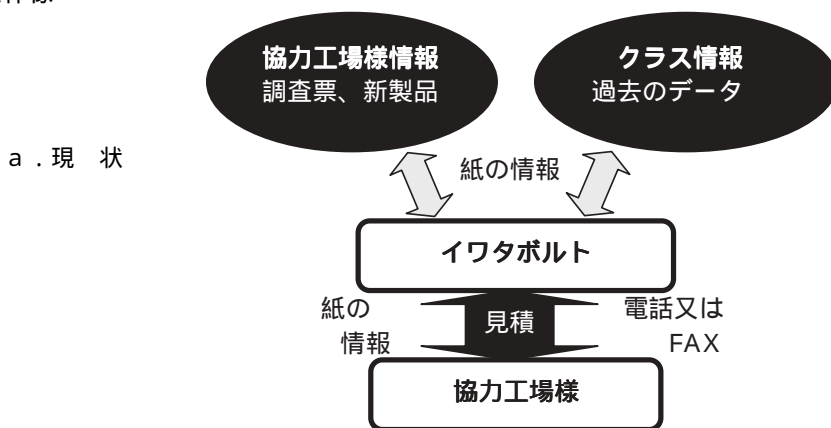 協力工場様情報
調査票、新製品
クラス情報
過去のデータ
a．現　状
紙の情報
イワタボルト
紙の
情報
見積
電話又は
FAX
協力工場様